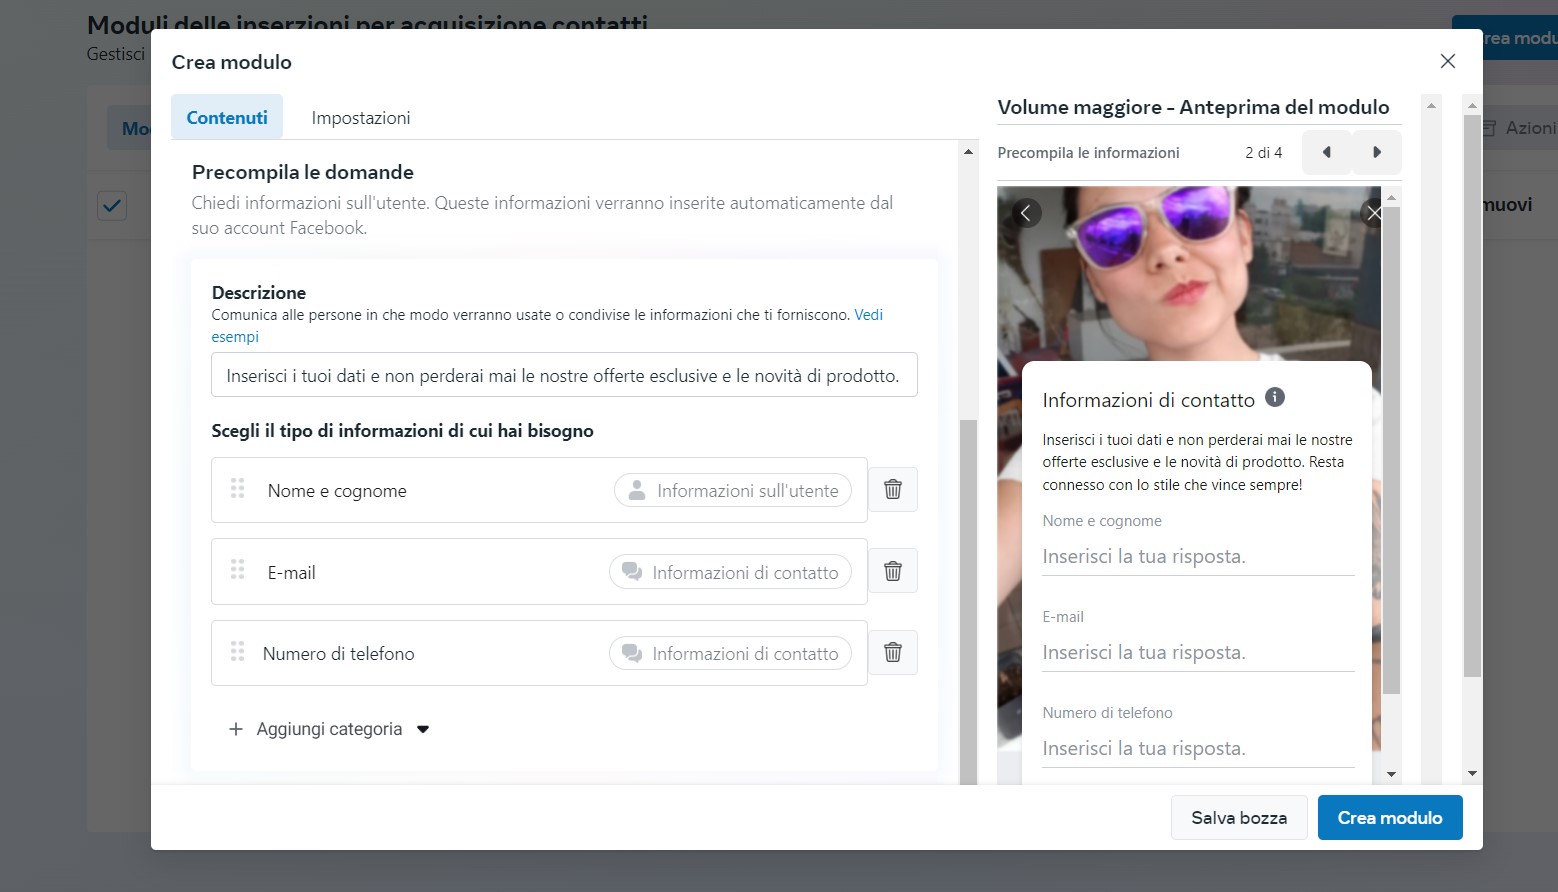 Moduli delle inserzioni per acquisizione contatti
Gestisci
Crea modulo
Contenuti
Impostazioni
Precompila le domande
Chiedi informazioni sull'utente. Queste informazioni verranno inserite automaticamente dal
suo account Facebook.
Descrizione
Comunica alle persone in che modo verranno usate o condivise le informazioni che ti forniscono. Vedi
esempi
Inserisci i tuoi dati e non perderai mai le nostre offerte esclusive e le novità di prodotto.
Scegli il tipo di informazioni di cui hai bisogno
Nome e cognome
Informazioni sull'utente
E-mail
Informazioni di contatto
Numero di telefono
Informazioni di contatto
+ Aggiungi categoria
Volume maggiore - Anteprima del modulo
Precompila le informazioni
2 di 4
Informazioni di contatto
Inserisci i tuoi dati e non perderai mai le nostre
offerte esclusive e le novità di prodotto. Resta
connesso con lo stile che vince sempre!
Nome e cognome
Inserisci la tua risposta.
E-mail
Inserisci la tua risposta.
Numero di telefono
Inserisci la tua risposta.
Salva bozza
Crea modulo
Azioni